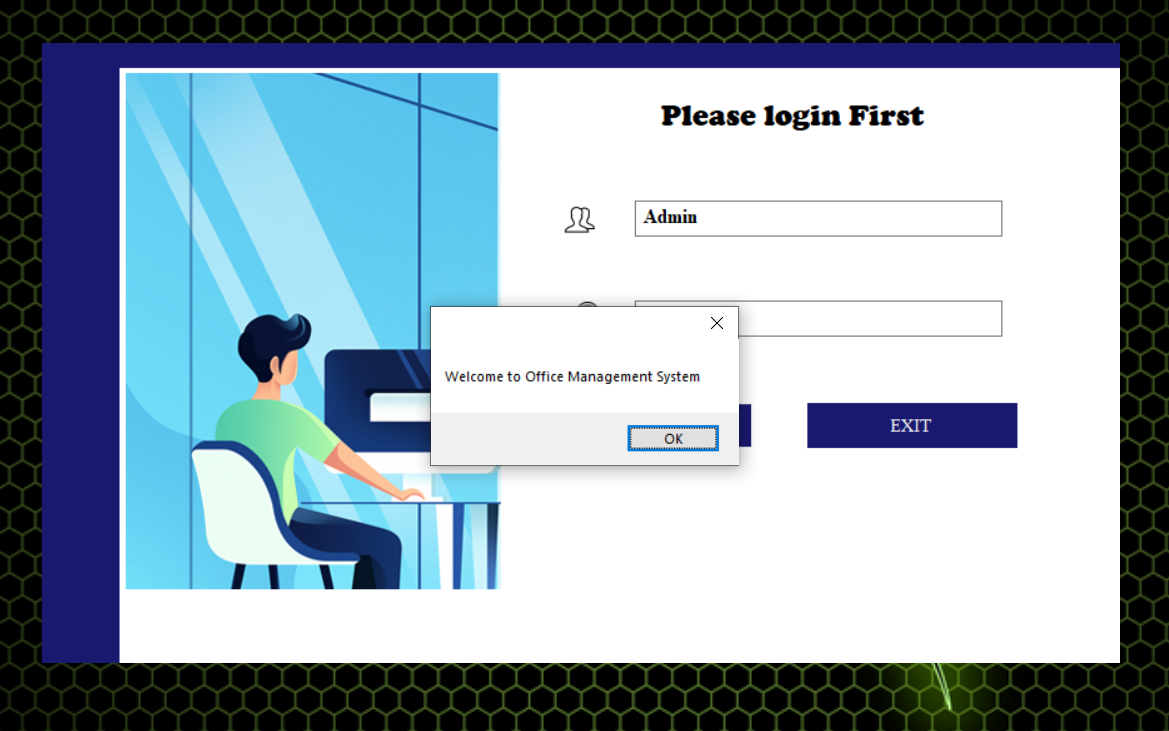 Please login First
Admin
Welcome to Office Management System
OK
EXIT